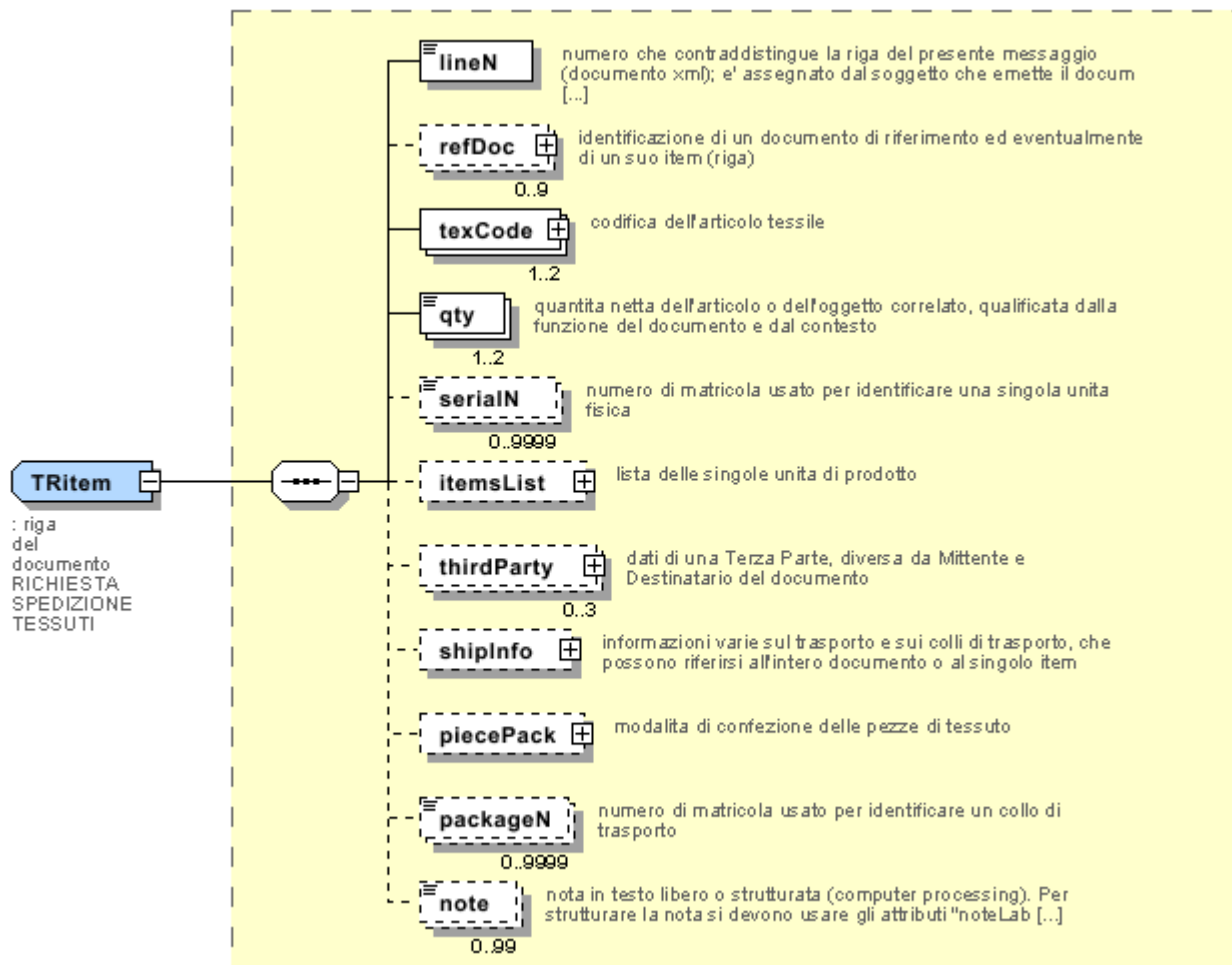 lineN
numero che contraddistingue la riga del presente messaggio
(documento xml); e' assegnato dal soggetto che emette il docum
[...]
refDoc
identificazione di un documento di riferimento ed eventualmente
di un suo item (riga)
0..9
texCode
codifica dell'articolo tessile
1..2
qty
quantita netta dell'articolo o dell'oggetto correlato, qualificata dalla
funzione del documento e dal contesto
1..2
serialN
numero di matricola usato per identificare una singola unita
fisica
0..9999
TRitem
: riga
del
documento
RICHIESTA
SPEDIZIONE
TESSUTI
itemsList
lista delle singole unita di prodotto
thirdParty
dati di una Terza Parte, diversa da Mittente e
Destinatario del documento
0..3
shipInfo
informazioni varie sul trasporto e sui colli di trasporto, che
possono riferirsi all'intero documento o al singolo item
piecePack
modalita di confezione delle pezze di tessuto
packageN
numero di matricola usato per identificare un collo di
trasporto
0..9999
note
nota in testo libero o strutturata (computer processing). Per
strutturare la nota si devono usare gli attributi "noteLab [...]
0..99